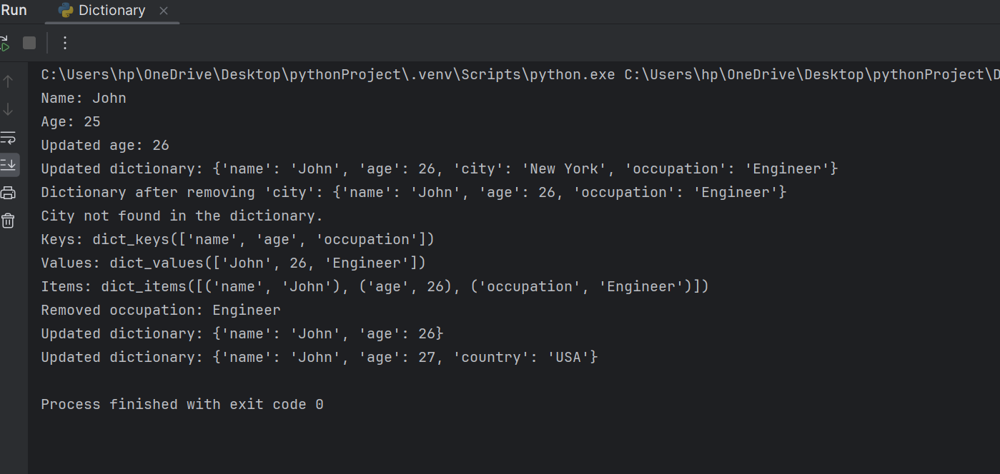 Run
Dictionary
C:\Users\hp\OneDrive\Desktop\pythonProject\.venv\Scripts\python.exe C:\Users\hp\OneDrive\Desktop\pythonProject\D
Name: John
Age: 25
Updated age: 26
Updated dictionary: {'name': 'John', 'age': 26, 'city': 'New York', 'occupation': 'Engineer'}
Dictionary after removing 'city': {'name': 'John', 'age': 26, 'occupation': 'Engineer'}
City not found in the dictionary.
Keys: dict_keys(['name', 'age', 'occupation'])
Values: dict_values(['John', 26, 'Engineer'])
Items: dict_items([('name', 'John'), ('age', 26), ('occupation', 'Engineer')])
Removed occupation: Engineer
Updated dictionary: {'name': 'John', 'age': 26}
Updated dictionary: {'name': 'John', 'age': 27, 'country': 'USA'}
Process finished with exit code 0